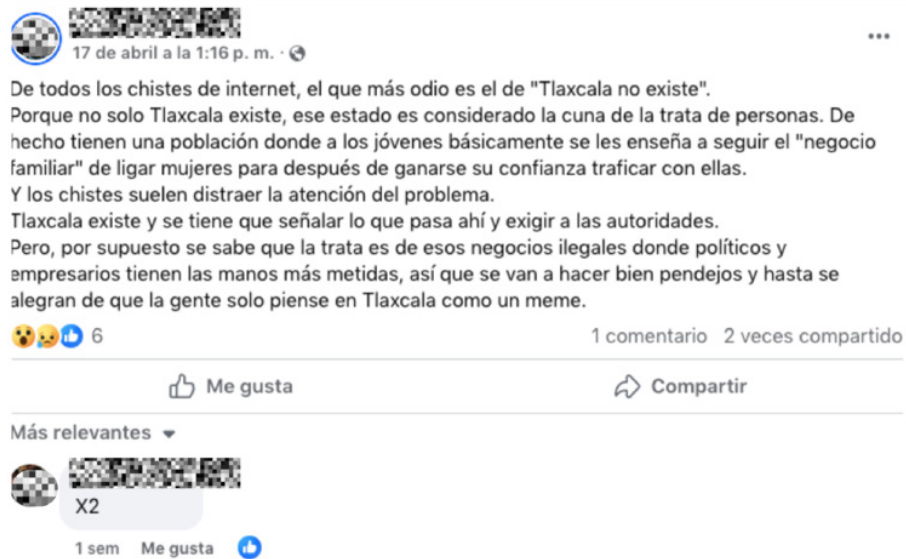 17 de abril a la 1:16 p. m. ·
De todos los chistes de internet, el que más odio es el de "Tlaxcala no existe".
Porque no solo Tlaxcala existe, ese estado es considerado la cuna de la trata de personas. De
hecho tienen una población donde a los jóvenes básicamente se les enseña a seguir el "negocio
familiar" de ligar mujeres para después de ganarse su confianza traficar con ellas.
Y los chistes suelen distraer la atención del problema.
Tlaxcala existe y se tiene que señalar lo que pasa ahí y exigir a las autoridades.
Pero, por supuesto se sabe que la trata es de esos negocios ilegales donde políticos y
empresarios tienen las manos más metidas, así que se van a hacer bien pendejos y hasta se
alegran de que la gente solo piense en Tlaxcala como un meme.
6 1 comentario 2 veces compartido
Me gusta Compartir
Más relevantes
X2
1 sem Me gusta